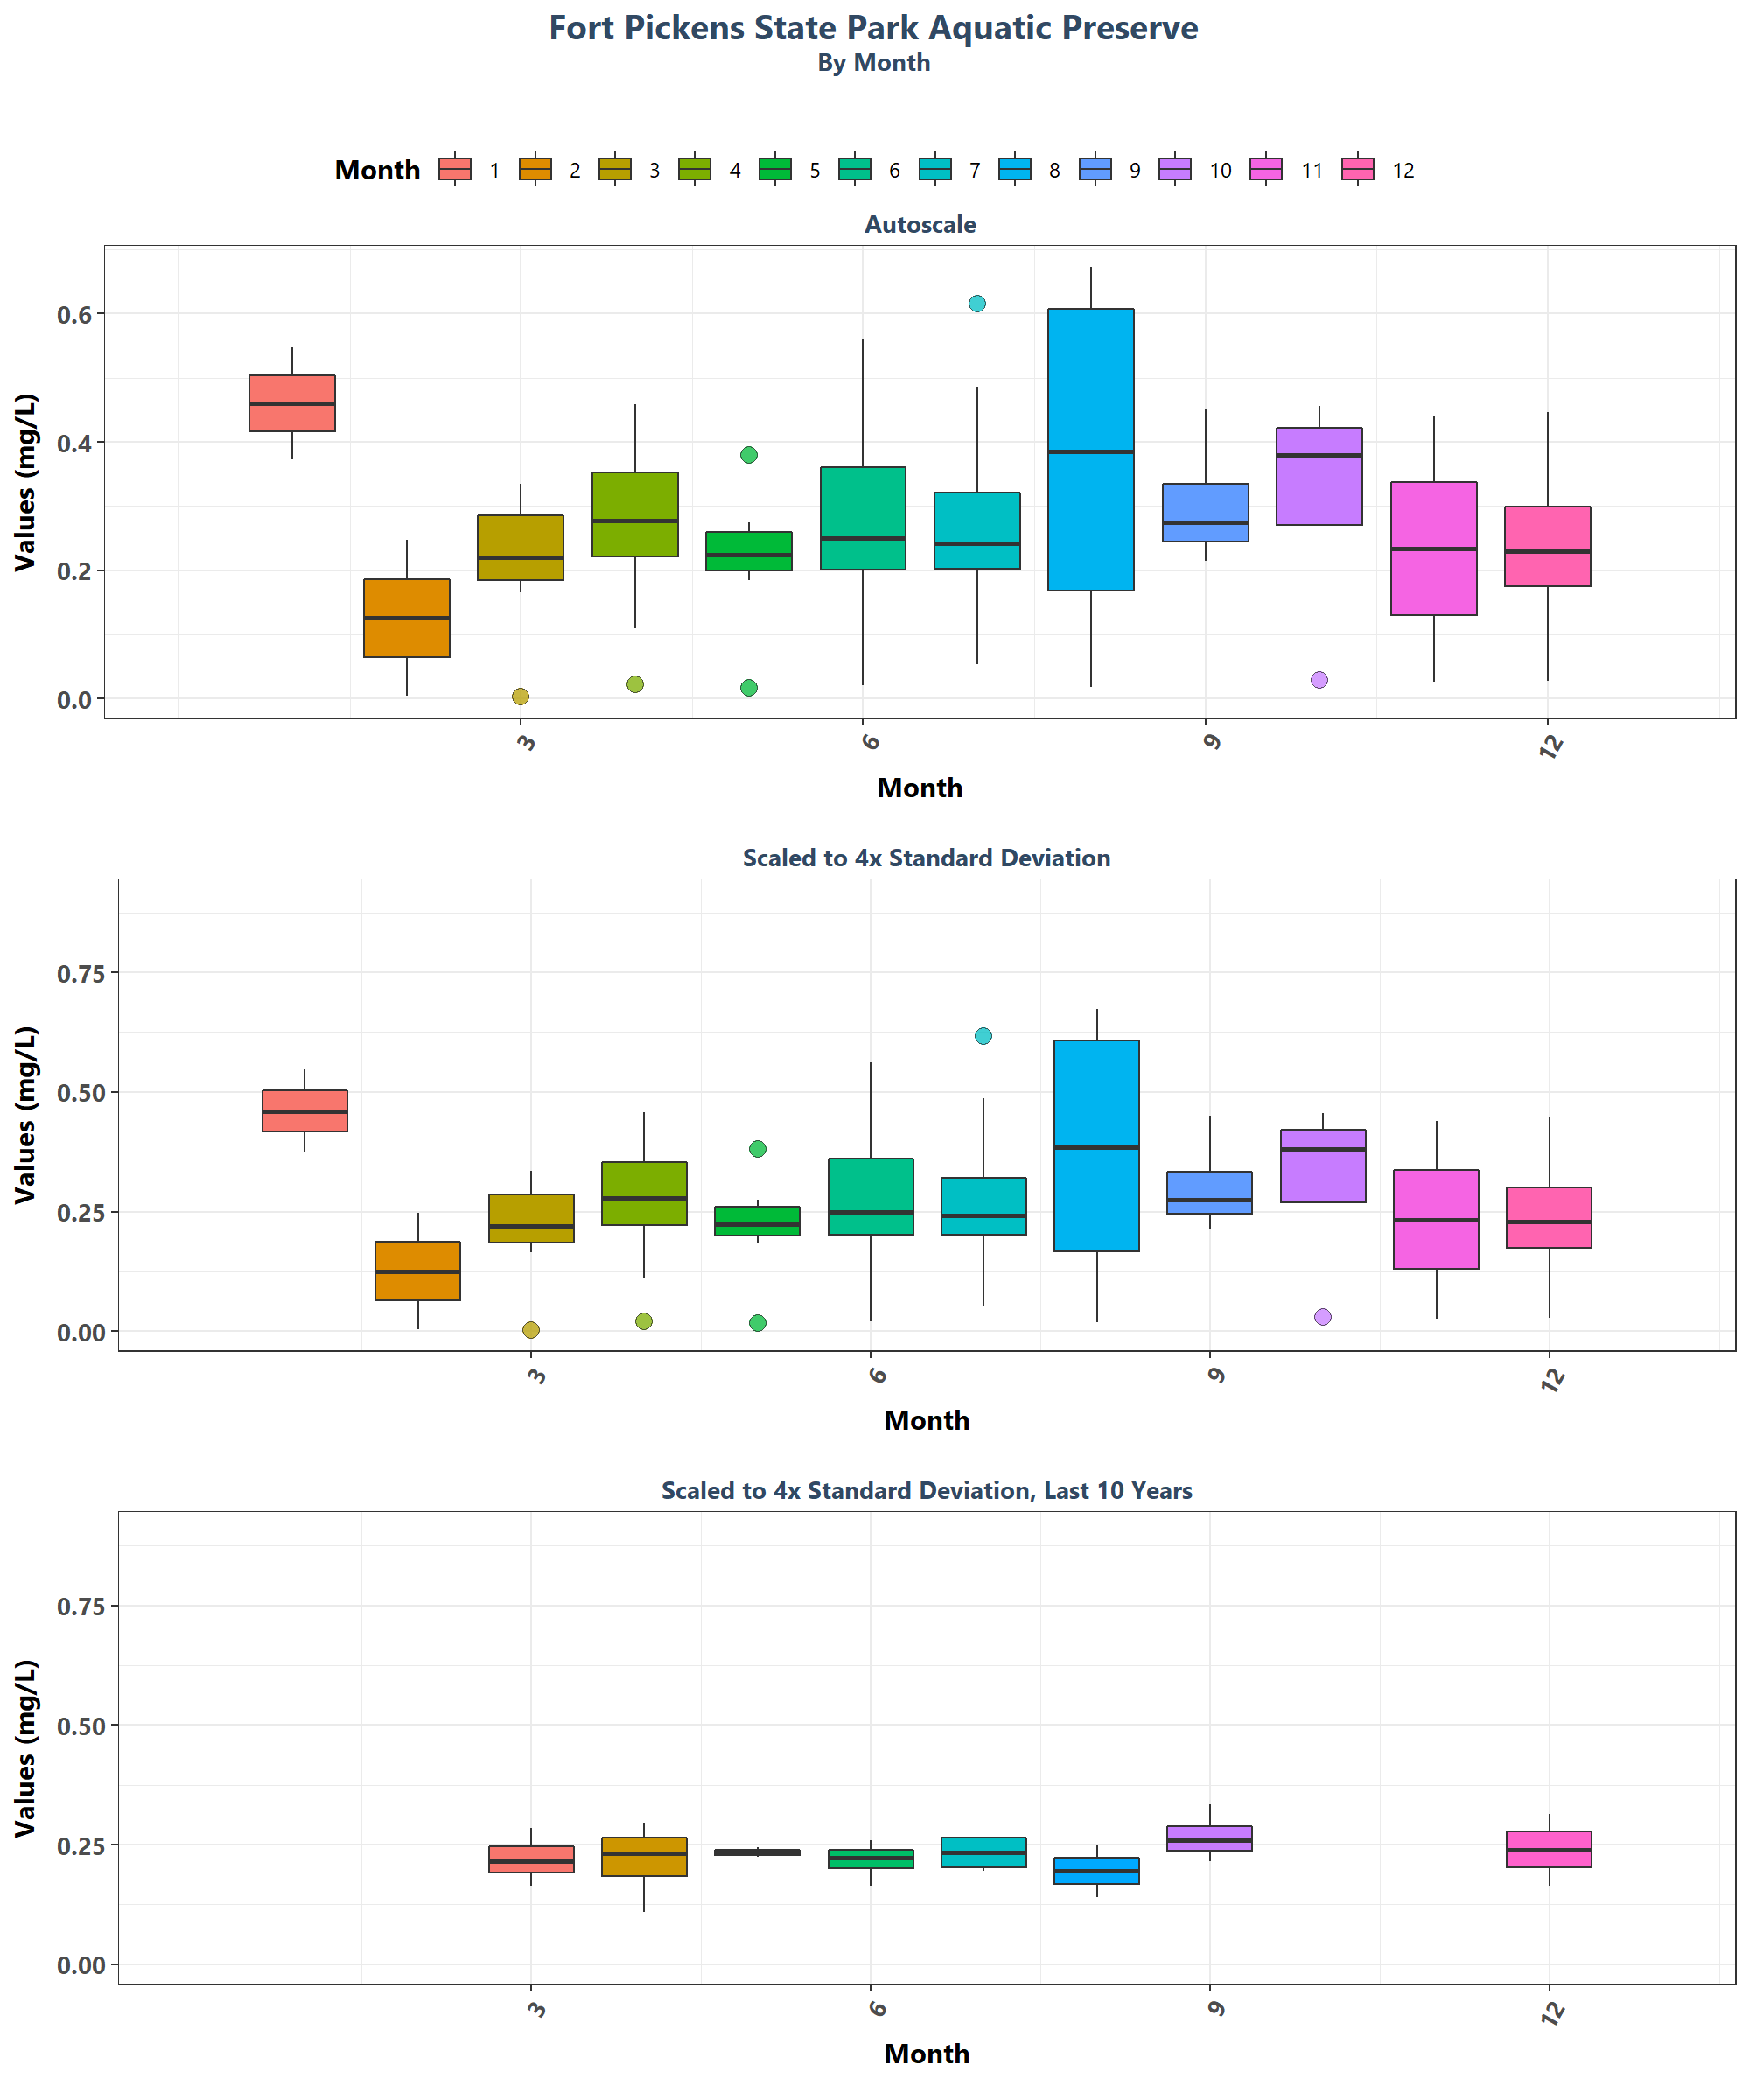 Fort Pickens State Park Aquatic Preserve
By Month
Month 1 2 3 4 5 6 7 8 9 10 11 12
Autoscale
Values (mg/L)
0.6
0.4
0.2
0.0
3 6 9 12
Month
Scaled to 4x Standard Deviation
Values (mg/L)
0.75
0.50
0.25
0.00
3 6 9 12
Month
Scaled to 4x Standard Deviation, Last 10 Years
Values (mg/L)
0.75
0.50
0.25
0.00
3 6 9 12
Month